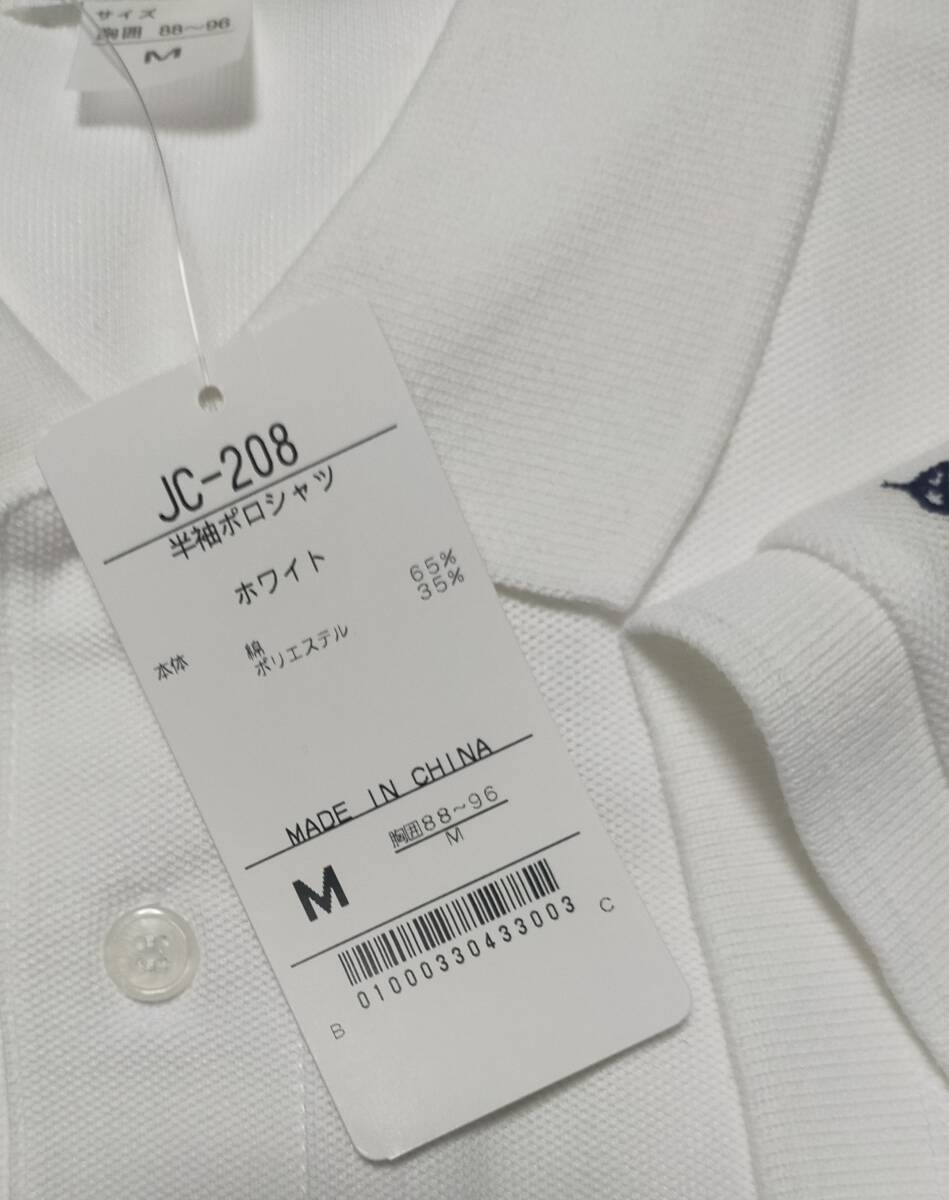 サイズ
胸囲 88～96
M
JC-208
半袖ポロシャツ
ホワイト
本体 綿 65%
ポリエステル 35%
MADE IN CHINA
M 胸囲88~96
M
01000330433003
B C